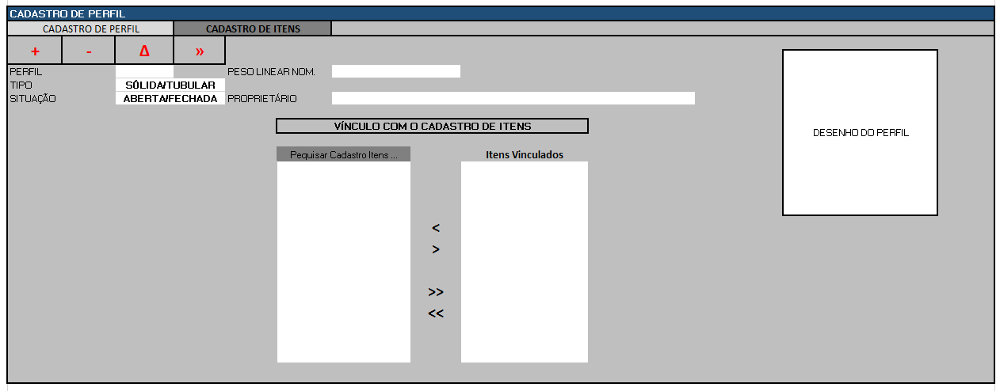 CADASTRO DE PERFIL
CADASTRO DE PERFIL CADASTRO DE ITENS
+ - Δ »
PERFIL PESO LINEAR NOM.
TIPO SÓLIDA/TUBULAR
SITUAÇÃO ABERTA/FECHADA PROPRIETÁRIO
DESENHO DO PERFIL
VÍNCULO COM O CADASTRO DE ITENS
Pequisar Cadastro Itens ... Itens Vinculados
<
>
>>
<<